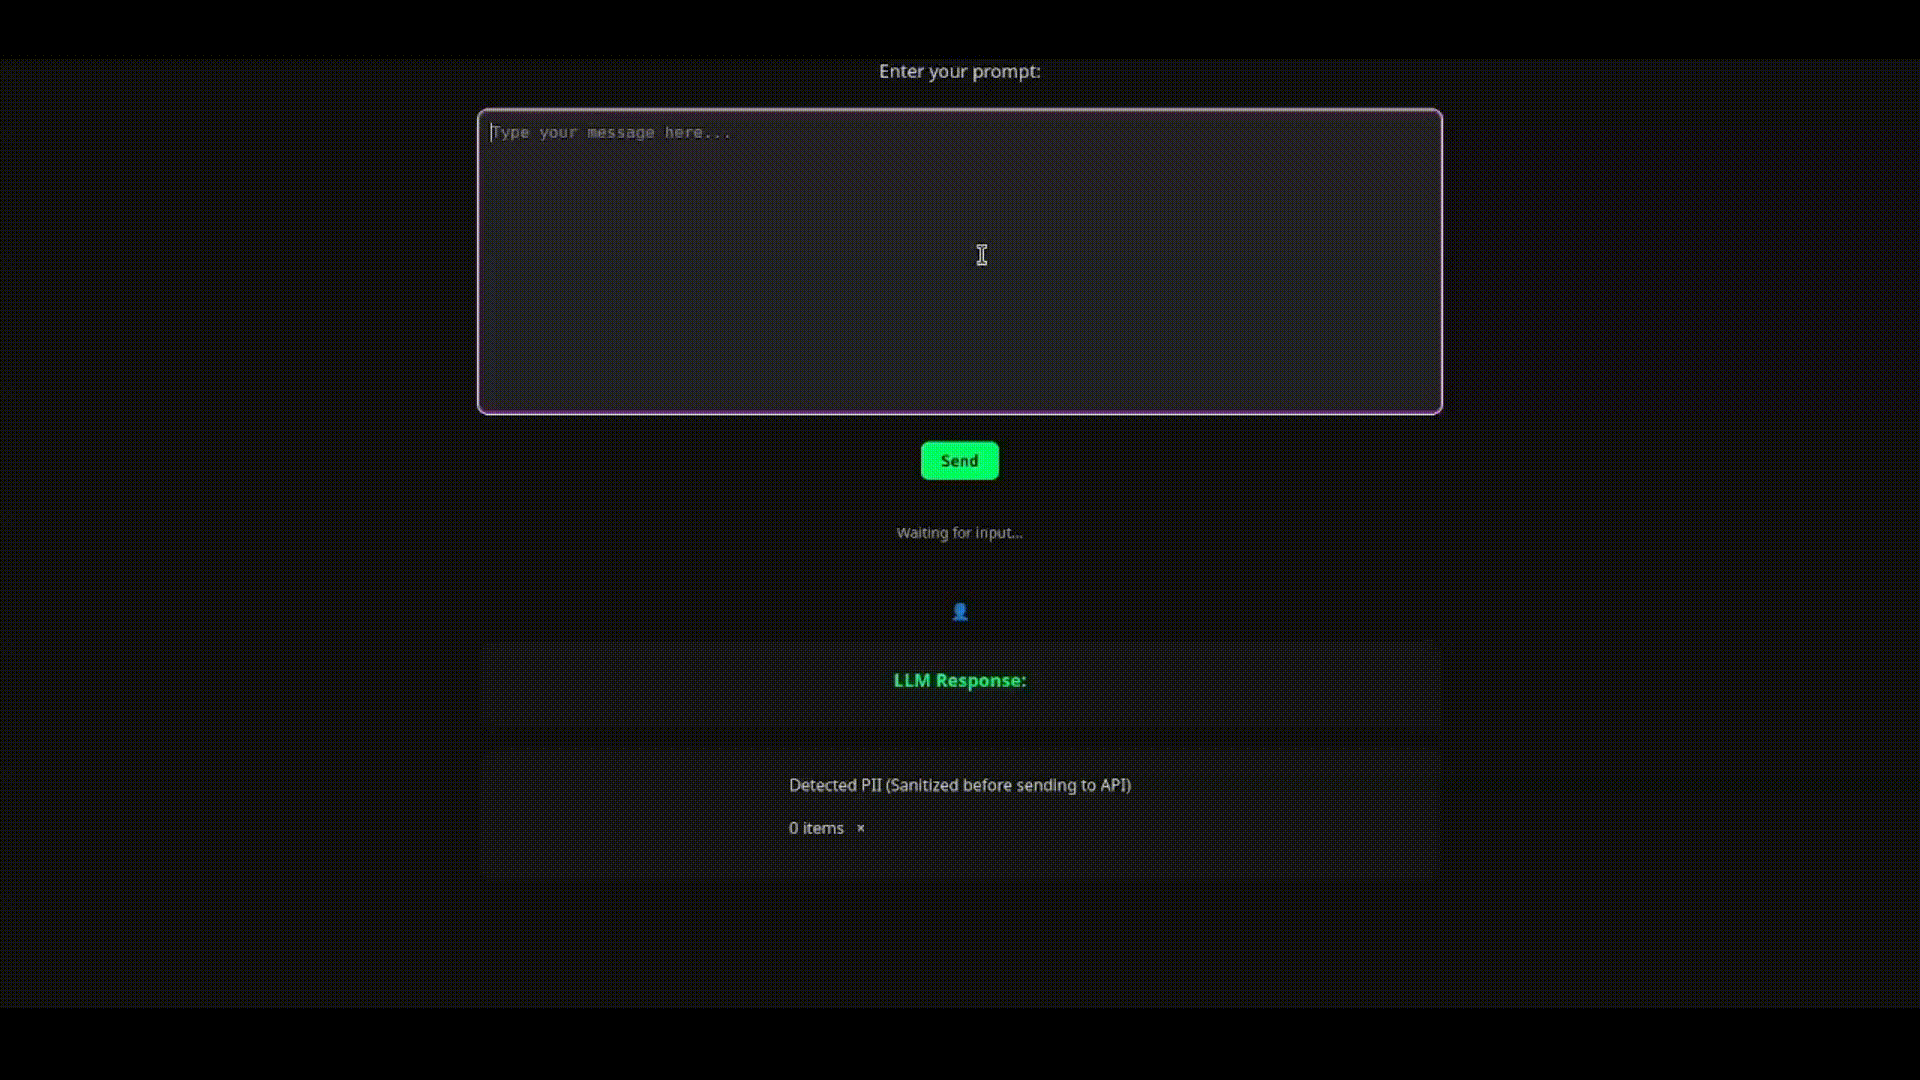 Enter your prompt:
Type your message here...
Send
Waiting for input...
LLM Response:
Detected PII (Sanitized before sending to API)
0 items ×